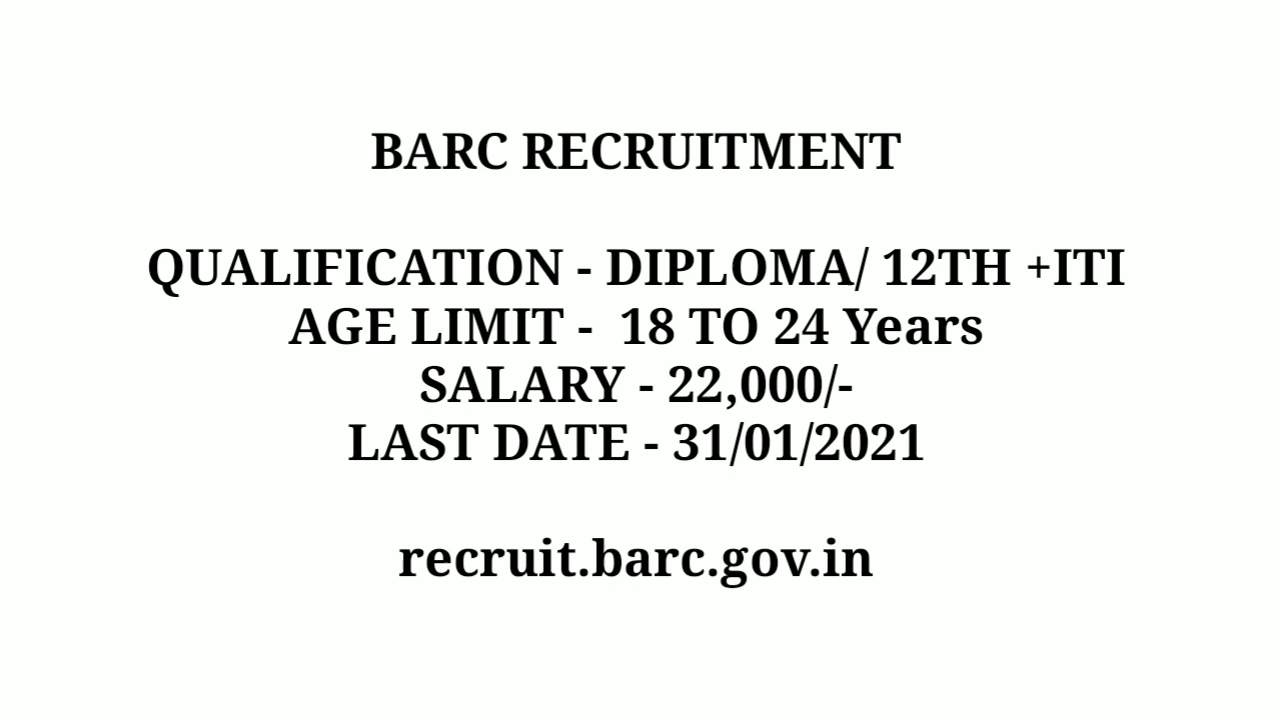 BARC RECRUITMENT
QUALIFICATION - DIPLOMA/ 12TH +ITI
AGE LIMIT -  18 TO 24 Years
SALARY - 22,000/-
LAST DATE - 31/01/2021
recruit.barc.gov.in